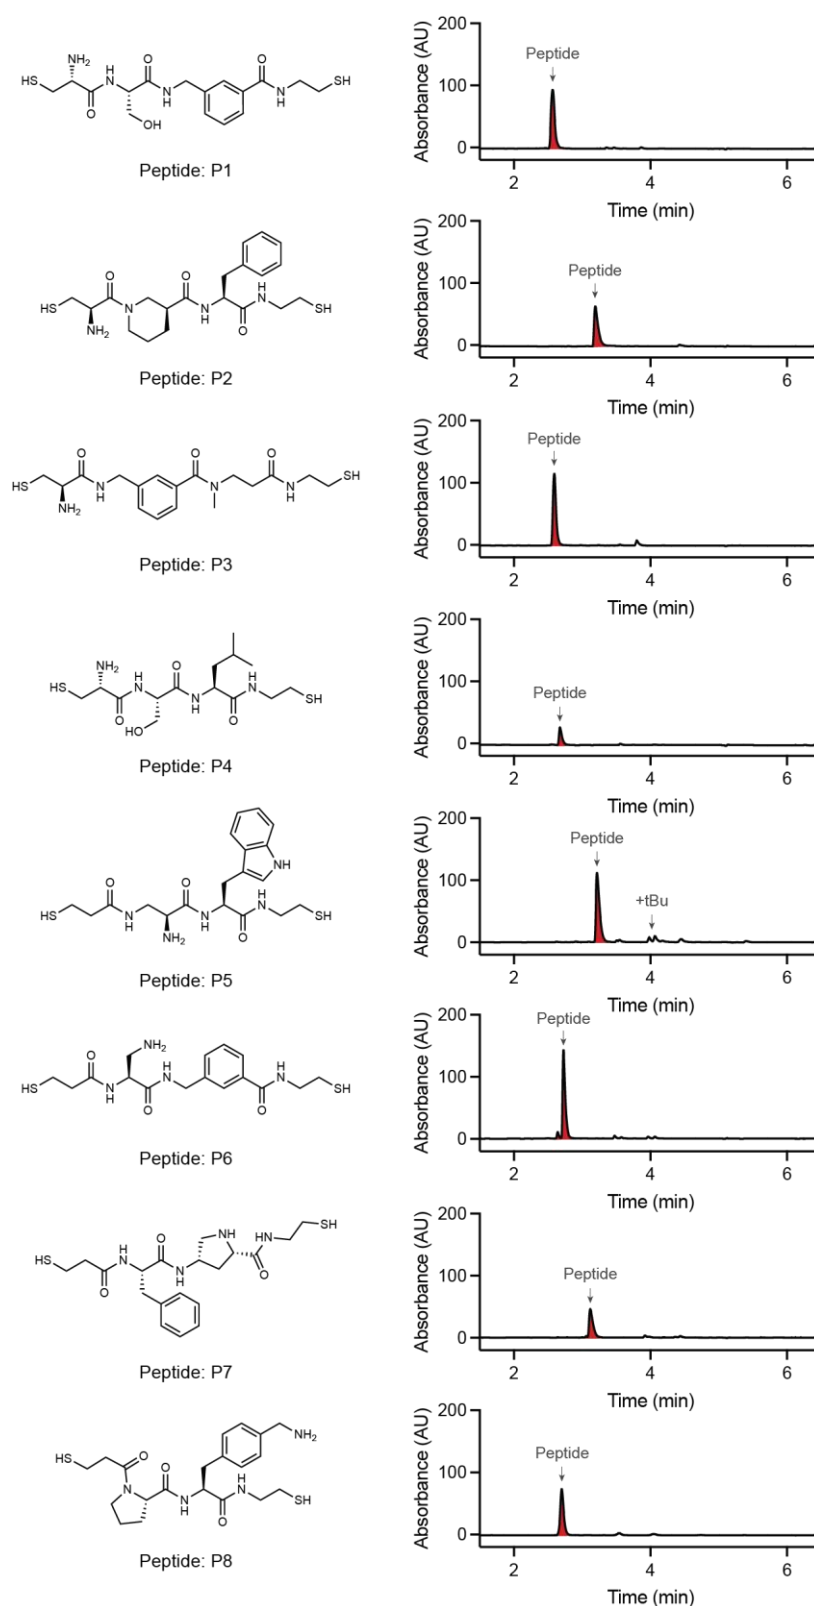 HS
NH₂
O
H
N
O
OH
N
H
O
N
H
SH
Peptide: P1
Absorbance (AU)
200
100
0
Peptide
2 4 6
Time (min)
HS
O
NH₂
N
O
N
H
O
H
N
SH
Peptide: P2
Absorbance (AU)
200
100
0
Peptide
2 4 6
Time (min)
HS
O
NH₂
N
H
O
N
O
N
H
SH
Peptide: P3
Absorbance (AU)
200
100
0
Peptide
2 4 6
Time (min)
HS
NH₂
O
H
N
HO
O
N
H
O
H
N
SH
Peptide: P4
Absorbance (AU)
200
100
0
Peptide
2 4 6
Time (min)
HS
O
N
H
NH₂
O
N
H
NH
O
H
N
SH
Peptide: P5
Absorbance (AU)
200
100
0
Peptide
+tBu
2 4 6
Time (min)
HS
O
N
H
NH₂
O
H
N
O
H
N
SH
Peptide: P6
Absorbance (AU)
200
100
0
Peptide
2 4 6
Time (min)
HS
O
H
N
O
N
H
NH
O
HN
SH
Peptide: P7
Absorbance (AU)
200
100
0
Peptide
2 4 6
Time (min)
HS
O
N
O
N
H
NH₂
O
H
N
SH
Peptide: P8
Absorbance (AU)
200
100
0
Peptide
2 4 6
Time (min)